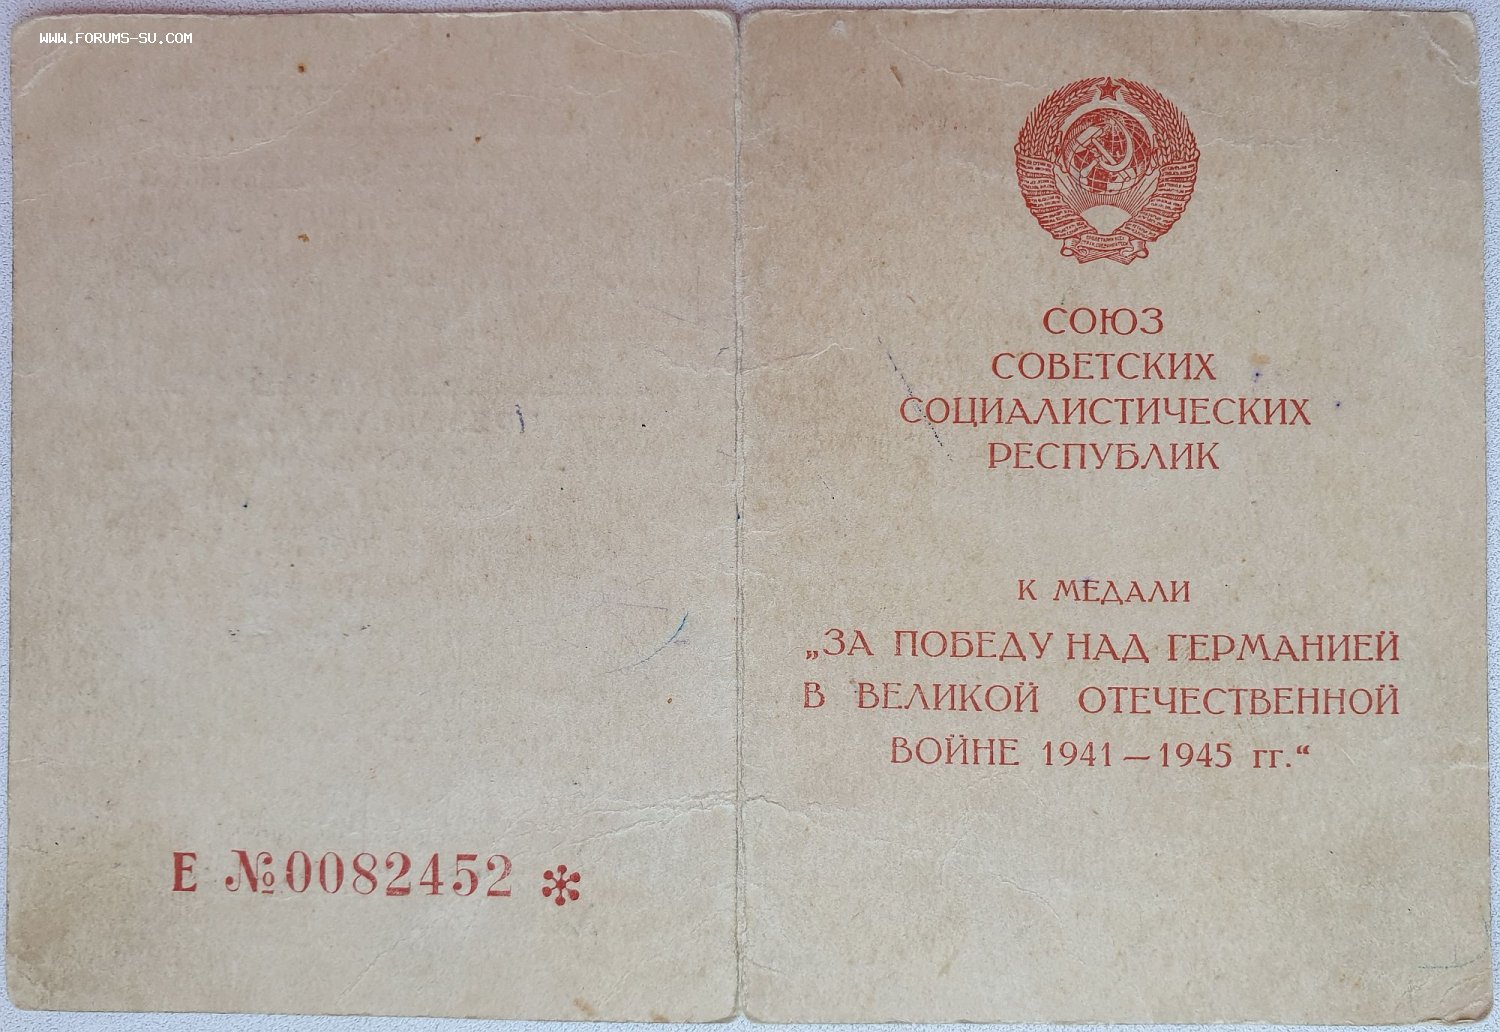 WWW.FORUMS-SU.COM
Е №0082452 *
СОЮЗ
СОВЕТСКИХ
СОЦИАЛИСТИЧЕСКИХ
РЕСПУБЛИК
К МЕДАЛИ
„ЗА ПОБЕДУ НАД ГЕРМАНИЕЙ
В ВЕЛИКОЙ ОТЕЧЕСТВЕННОЙ
ВОЙНЕ 1941—1945 гг.“